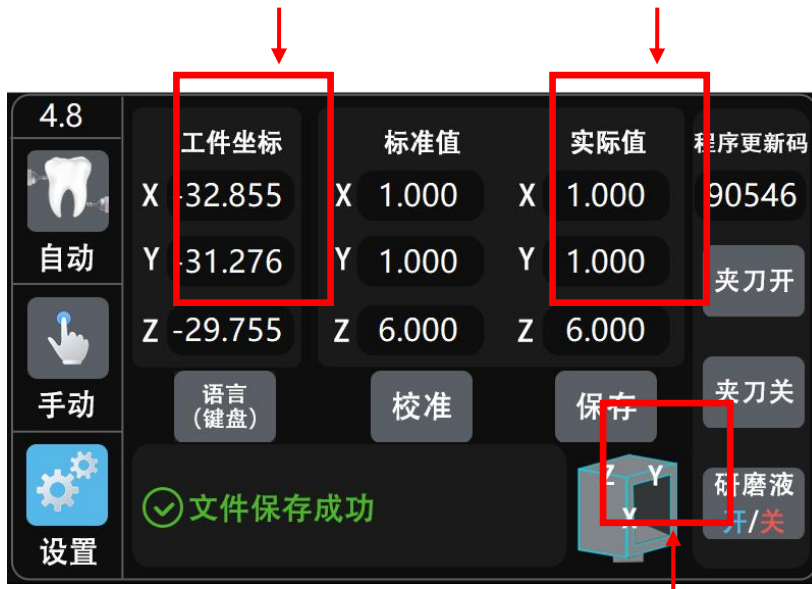 4.8
工件坐标 标准值 实际值 程序更新码
X -32.855 X 1.000 X 1.000 90546
自动 Y -31.276 Y 1.000 Y 1.000 夹刀开
Z -29.755 Z 6.000 Z 6.000
手动 语言 校准 保存 夹刀关
(键盘)
文件保存成功 Z Y 研磨液
X 开/关
设置